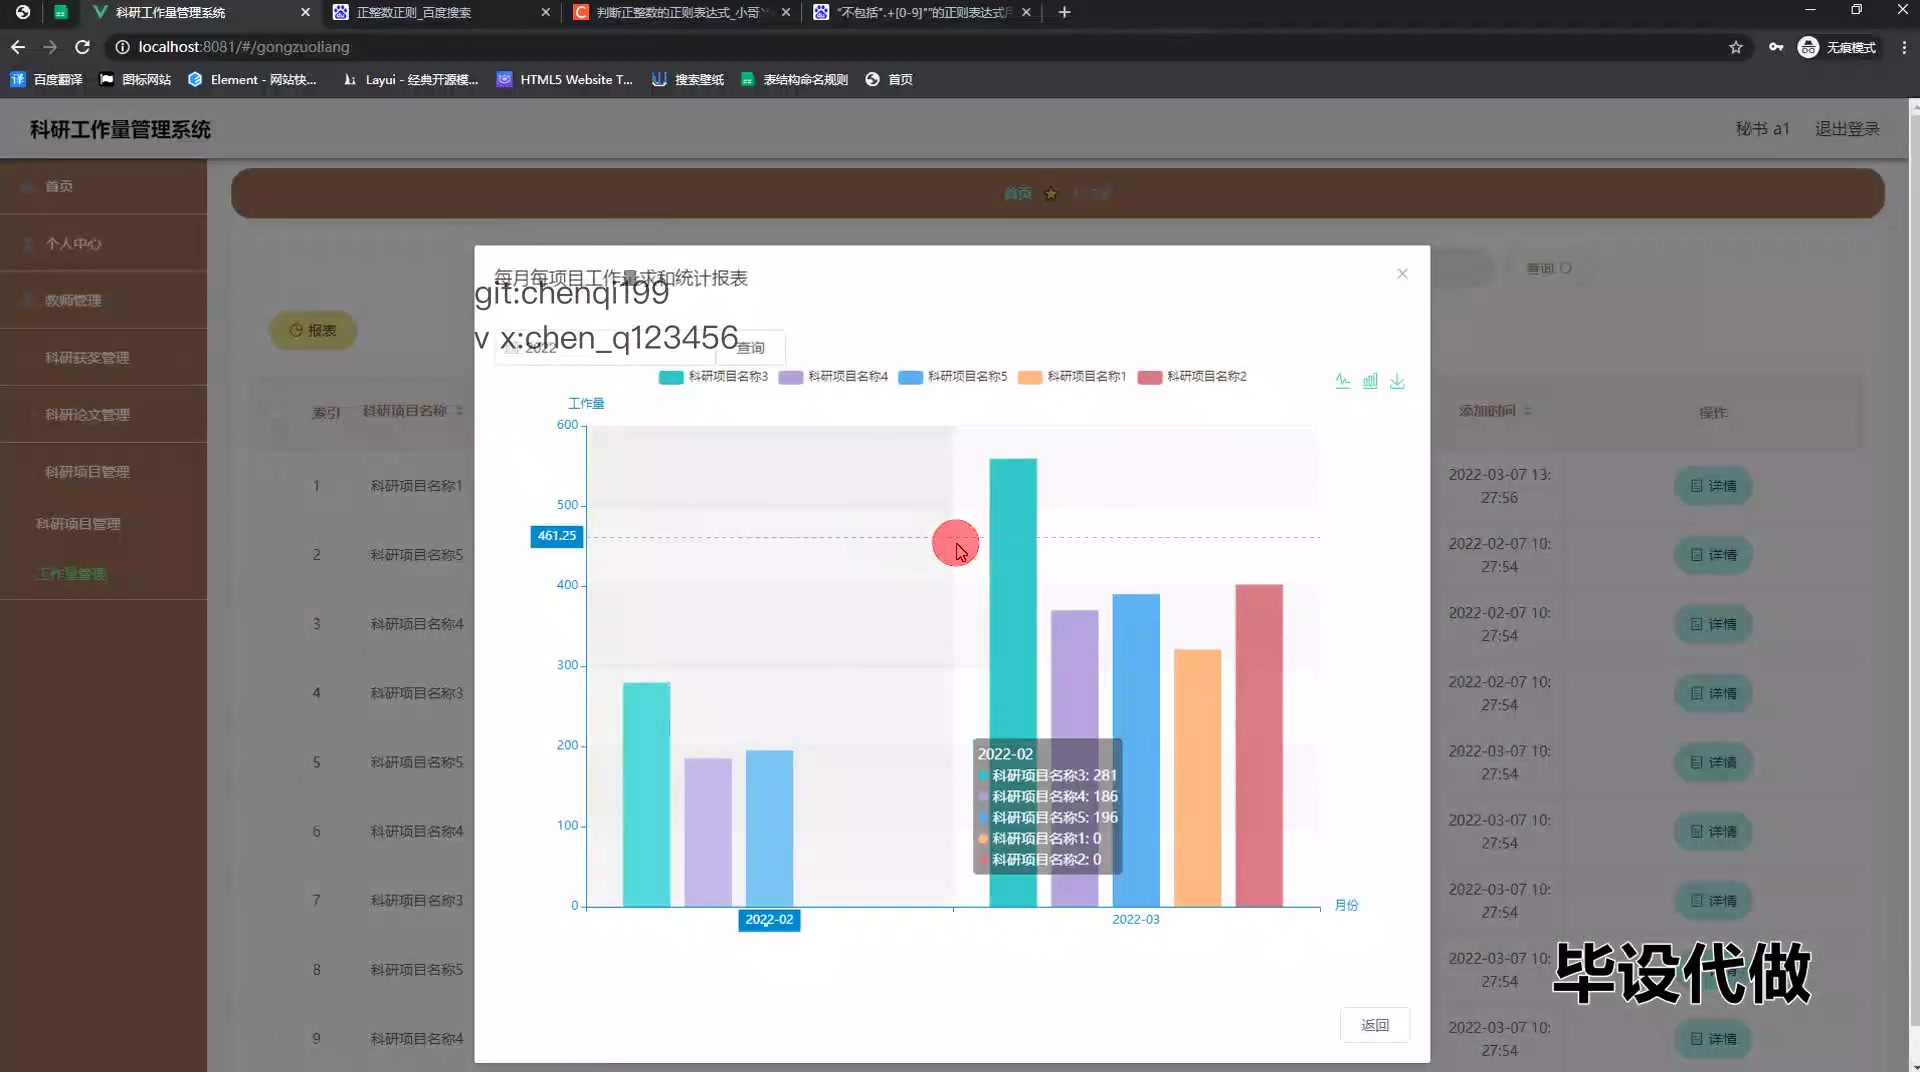 科研工作量管理系统
正整数正则_百度搜索
判断正整数的正则表达式_小哥
"不包括".+[0-9]""的正则表达式
localhost:8081/#/gongzuoliang
无痕模式
百度翻译
图标网站
Element - 网站快...
Layui - 经典开源模...
HTML5 Website T...
搜索壁纸
表结构命名规则
首页
科研工作量管理系统
秘书 a1
退出登录
首页
个人中心
教师管理
科研获奖管理
科研论文管理
科研项目管理
科研项目管理
工作量管理
首页
查询
报表
索引
科研项目名称
添加时间
操作
1
科研项目名称1
2022-03-07 13:
27:56
详情
2
科研项目名称5
2022-02-07 10:
27:54
详情
3
科研项目名称4
2022-02-07 10:
27:54
详情
4
科研项目名称3
2022-02-07 10:
27:54
详情
5
科研项目名称5
2022-03-07 10:
27:54
详情
6
科研项目名称4
2022-03-07 10:
27:54
详情
7
科研项目名称3
2022-03-07 10:
27:54
详情
8
科研项目名称5
2022-03-07 10:
27:54
9
科研项目名称4
2022-03-07 10:
27:54
详情
每月每项目工作量求和统计报表
git:chenqi199
v x:chen_q123456
2022
查询
科研项目名称3
科研项目名称4
科研项目名称5
科研项目名称1
科研项目名称2
工作量
600
500
461.25
400
300
200
100
0
2022-02
2022-03
月份
2022-02
科研项目名称3: 281
科研项目名称4: 186
科研项目名称5: 196
科研项目名称1: 0
科研项目名称2: 0
返回
毕设代做